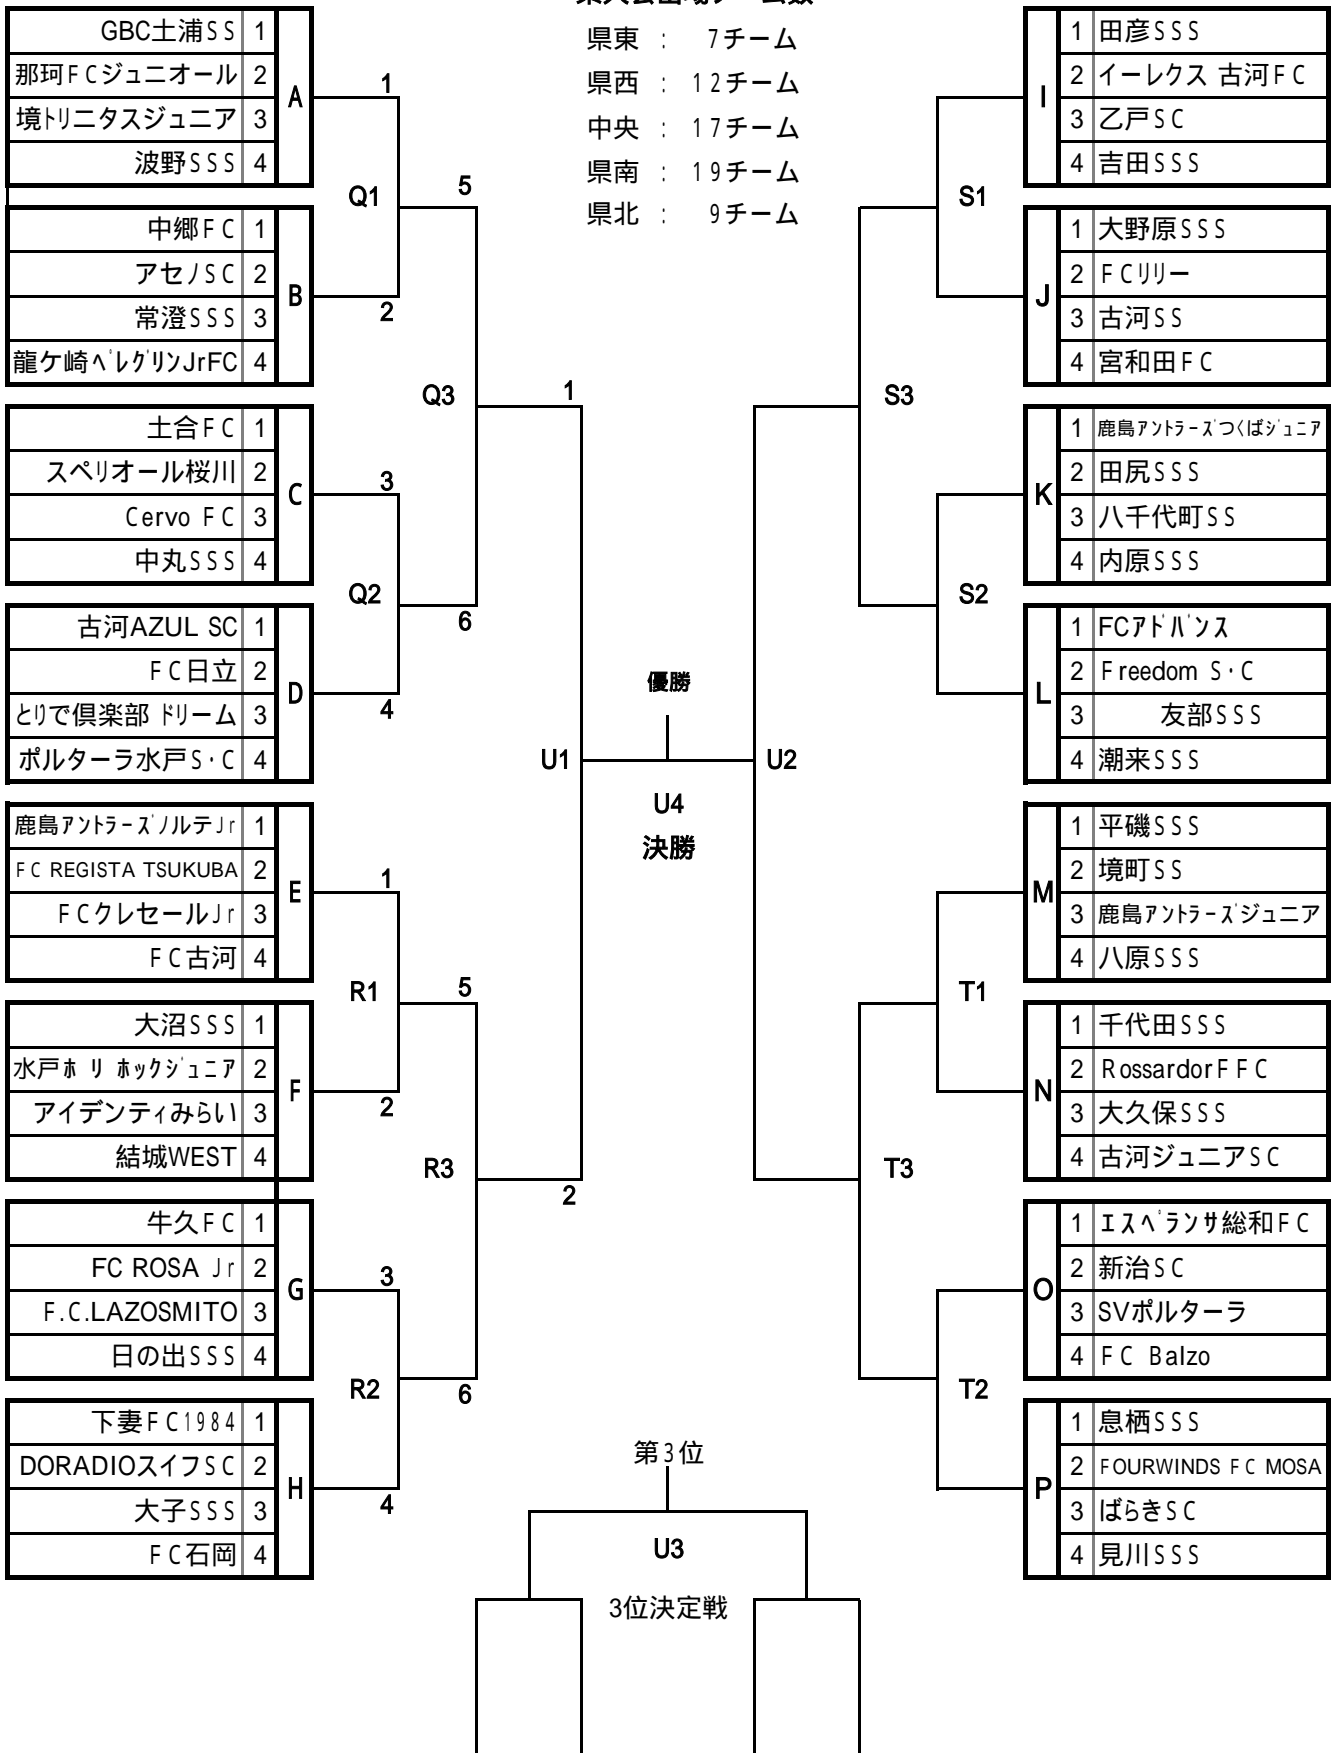 県大会出場チーム数
県東 : 7チーム
県西 : 12チーム
中央 : 17チーム
県南 : 19チーム
県北 : 9チーム
A
GBC土浦SS 1
那珂FCジュニオール 2
境トリニタスジュニア 3
波野SSS 4
B
中郷FC 1
アセノSC 2
常澄SSS 3
龍ケ崎ペレグリンJrFC 4
C
土合FC 1
スペリオール桜川 2
Cervo FC 3
中丸SSS 4
D
古河AZUL SC 1
FC日立 2
とりで倶楽部 ドリーム 3
ポルターラ水戸S・C 4
E
鹿島アントラーズノルテJr 1
FC REGISTA TSUKUBA 2
FCクレセールJr 3
FC古河 4
F
大沼SSS 1
水戸ホ リ ホックジュニア 2
アイデンティみらい 3
結城WEST 4
G
牛久FC 1
FC ROSA Jr 2
F.C.LAZOSMITO 3
日の出SSS 4
H
下妻FC1984 1
DORADIOスイフSC 2
大子SSS 3
FC石岡 4
1
Q1
2
5
Q3
3
Q2
4
6
1
U1
1
R1
2
5
R3
3
R2
4
6
2
優勝
U4
決勝
U2
第3位
U3
3位決定戦
S1
S3
S2
T1
T3
T2
I
1 田彦SSS
2 イーレクス 古河FC
3 乙戸SC
4 吉田SSS
J
1 大野原SSS
2 FCリリー
3 古河SS
4 宮和田FC
K
1 鹿島アントラーズつくばジュニア
2 田尻SSS
3 八千代町SS
4 内原SSS
L
1 FCアドバンス
2 Freedom S・C
3 友部SSS
4 潮来SSS
M
1 平磯SSS
2 境町SS
3 鹿島アントラーズジュニア
4 八原SSS
N
1 千代田SSS
2 RossardorFFC
3 大久保SSS
4 古河ジュニアSC
O
1 エスペランサ総和FC
2 新治SC
3 SVポルターラ
4 FC Balzo
P
1 息栖SSS
2 FOURWINDS FC MOSA
3 ばらきSC
4 見川SSS